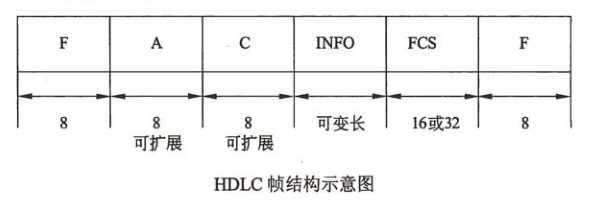 F A C INFO FCS F
8 8 8 可变长 16或32 8
可扩展 可扩展
HDLC 帧结构示意图